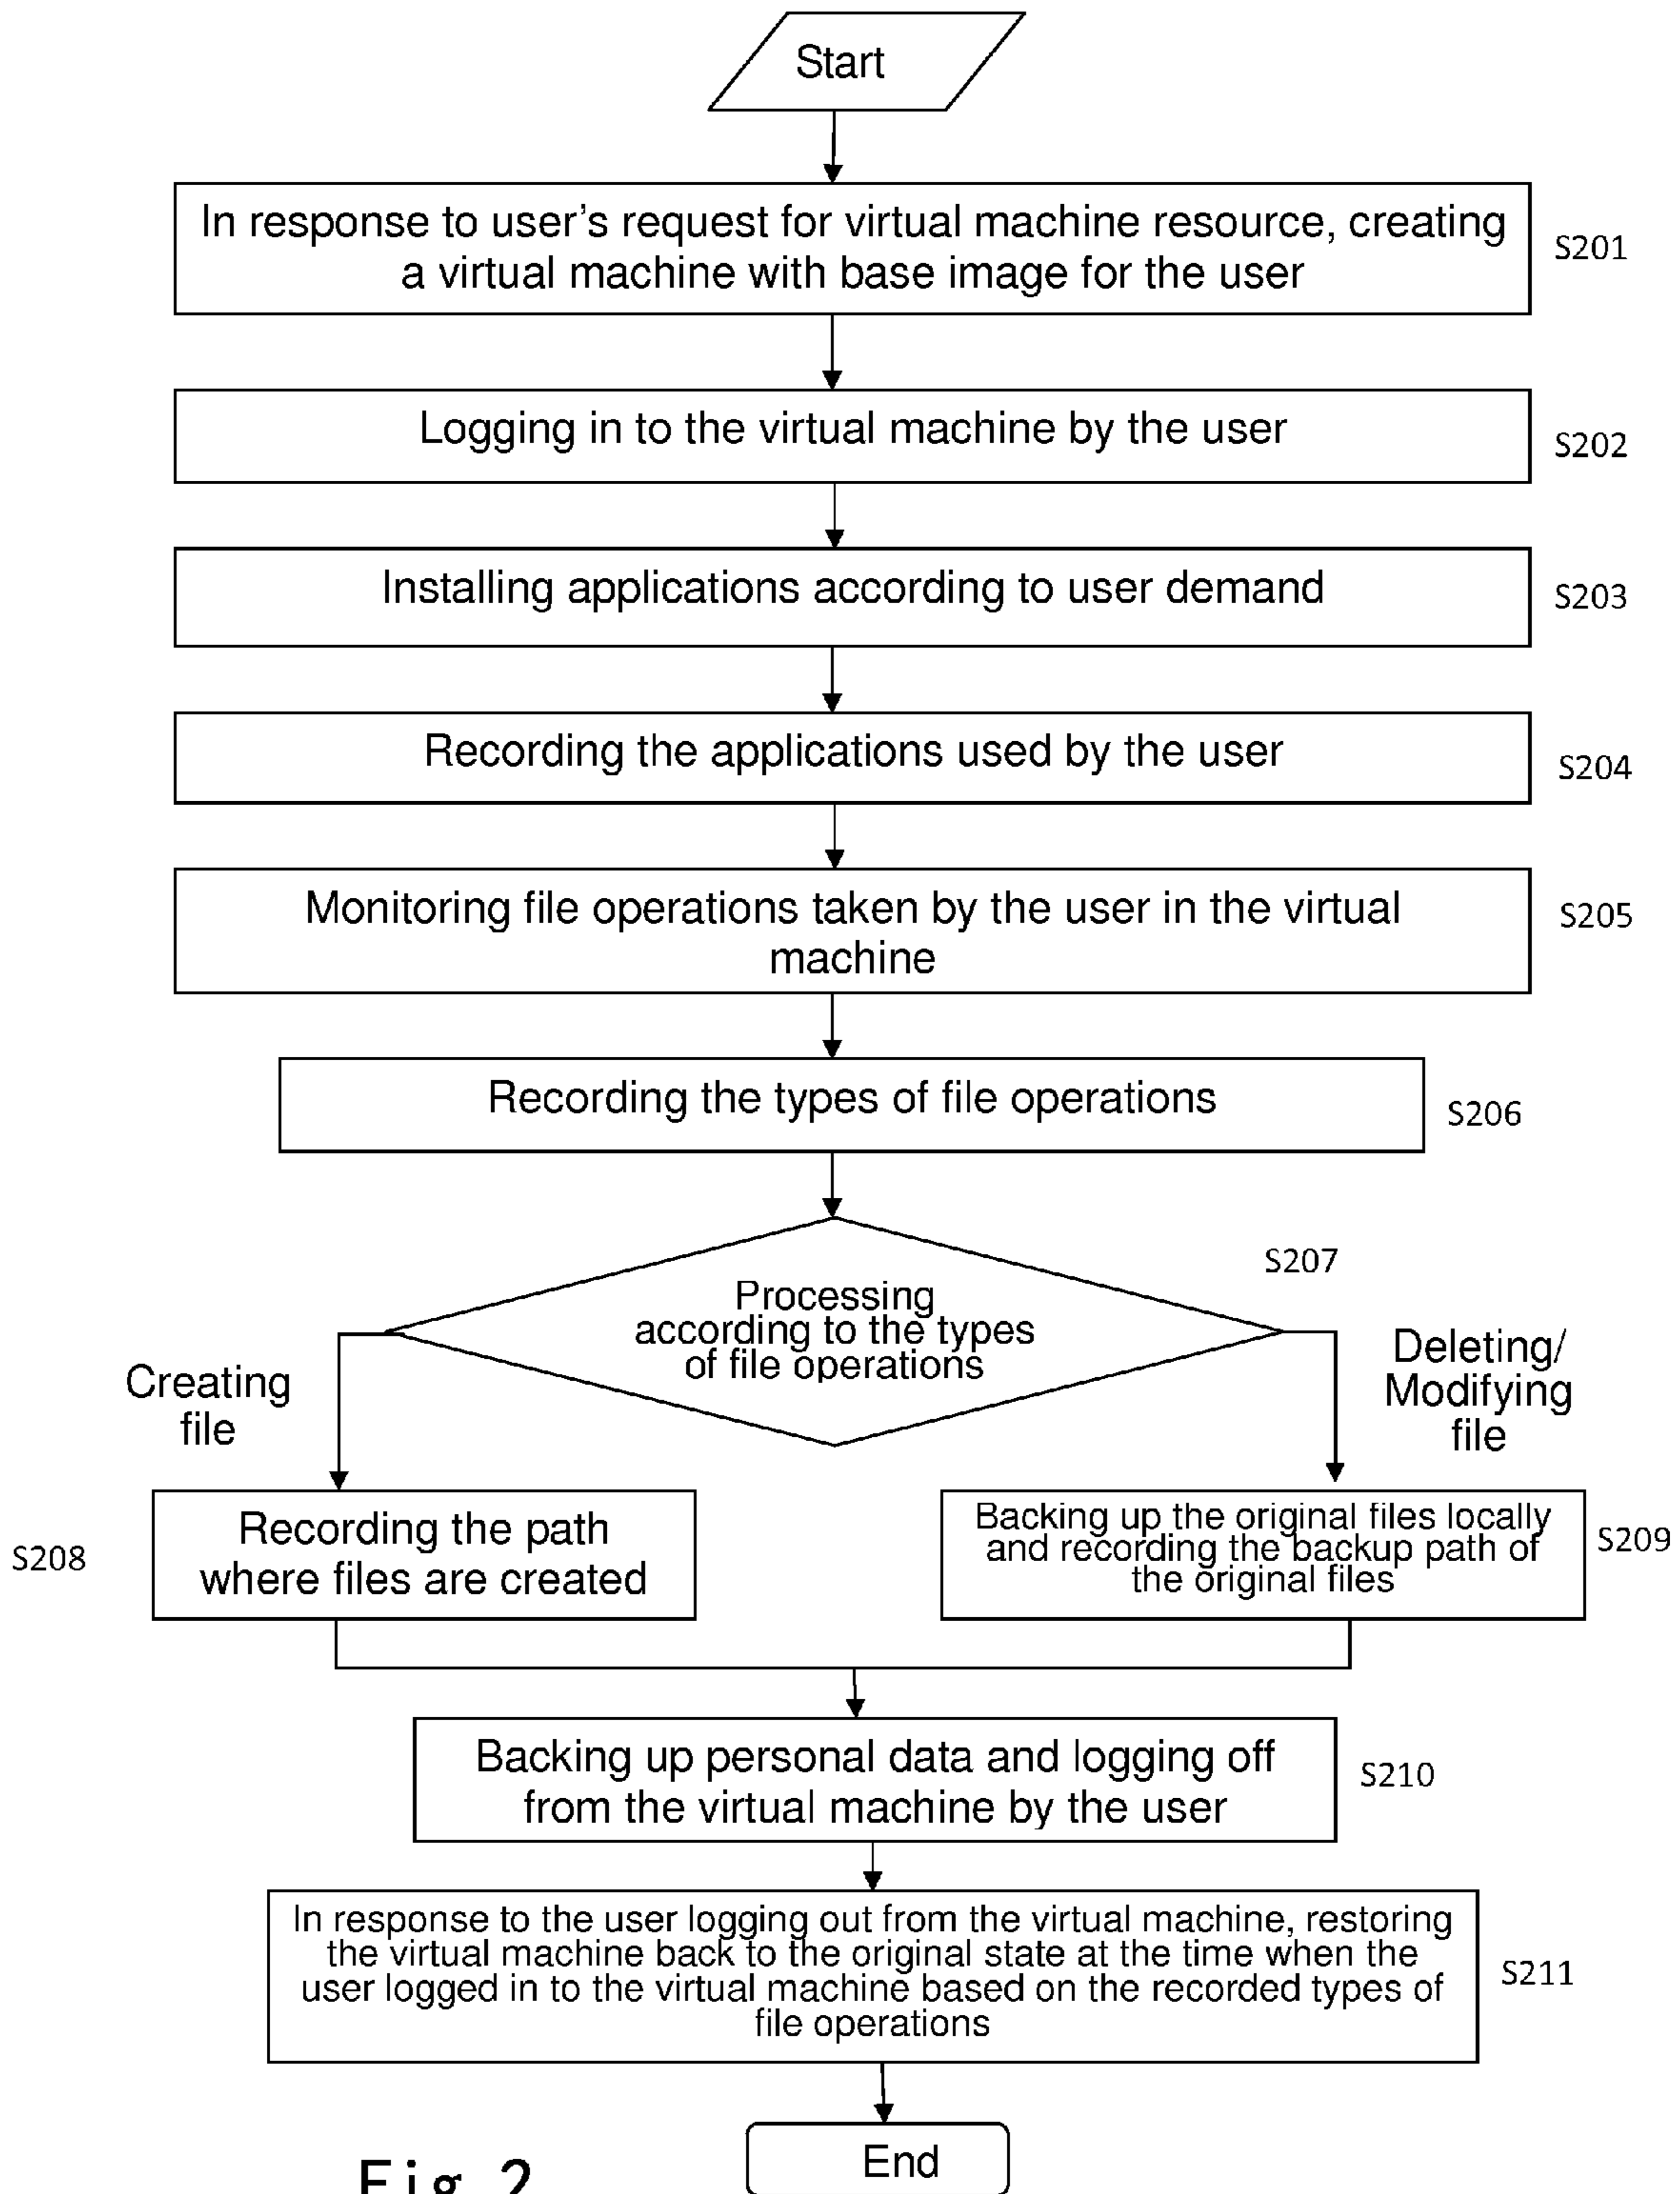 Start
In response to user's request for virtual machine resource, creating
a virtual machine with base image for the user
S201
Logging in to the virtual machine by the user
S202
Installing applications according to user demand
S203
Recording the applications used by the user
S204
Monitoring file operations taken by the user in the virtual
machine
S205
Recording the types of file operations
S206
S207
Processing
according to the types
of file operations
Creating
file
Deleting/
Modifying
file
S208
Recording the path
where files are created
Backing up the original files locally
and recording the backup path of
the original files
S209
Backing up personal data and logging off
from the virtual machine by the user
S210
In response to the user logging out from the virtual machine, restoring
the virtual machine back to the original state at the time when the
user logged in to the virtual machine based on the recorded types of
file operations
S211
End
Fig. 2